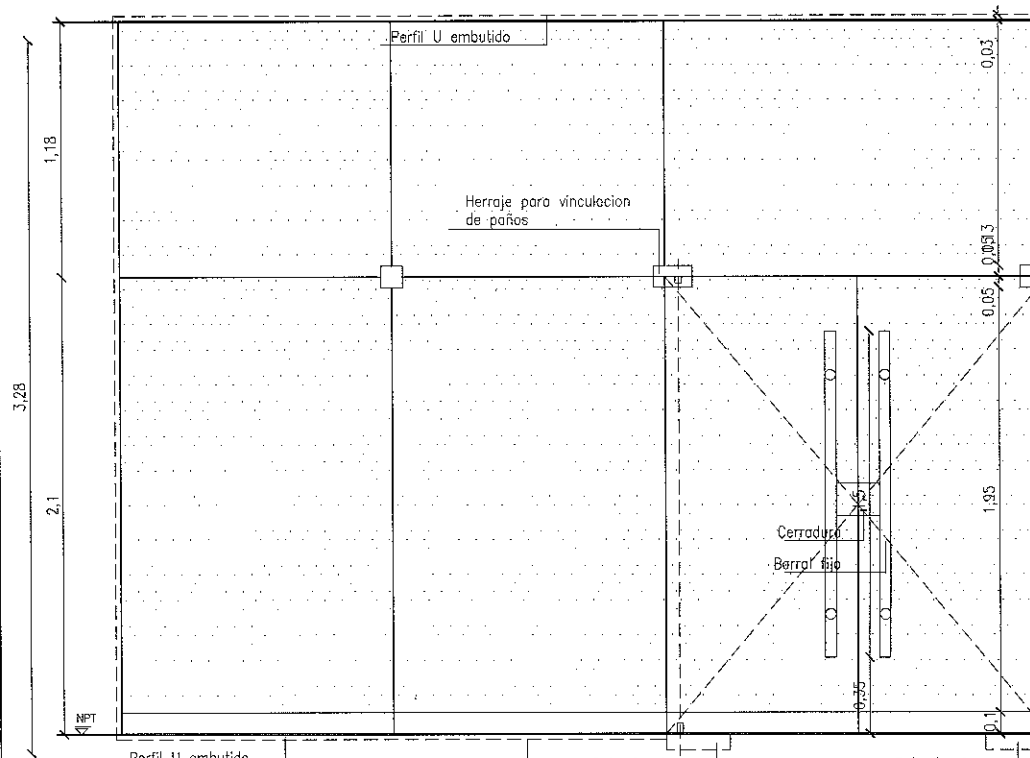 Perfil U embutido
0,03
1,18
Herraje para vinculacion
de paños
0,05
3,28
2,1
1,95
Cerradura
Barral fijo
0,35
0,1
NPT
Perfil U embutido